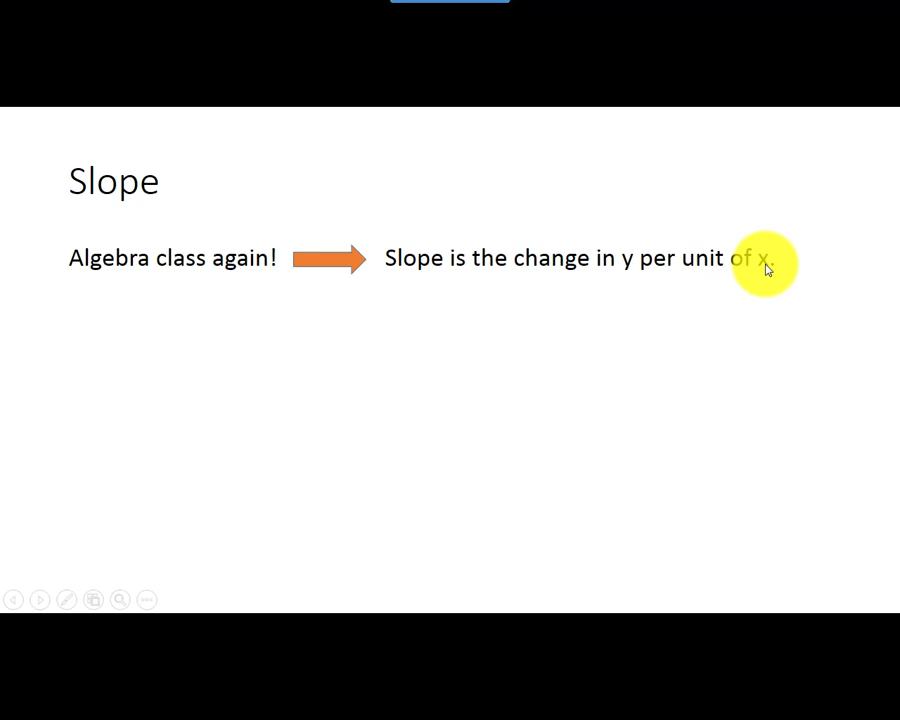 Slope
Algebra class again! Slope is the change in y per unit of x.